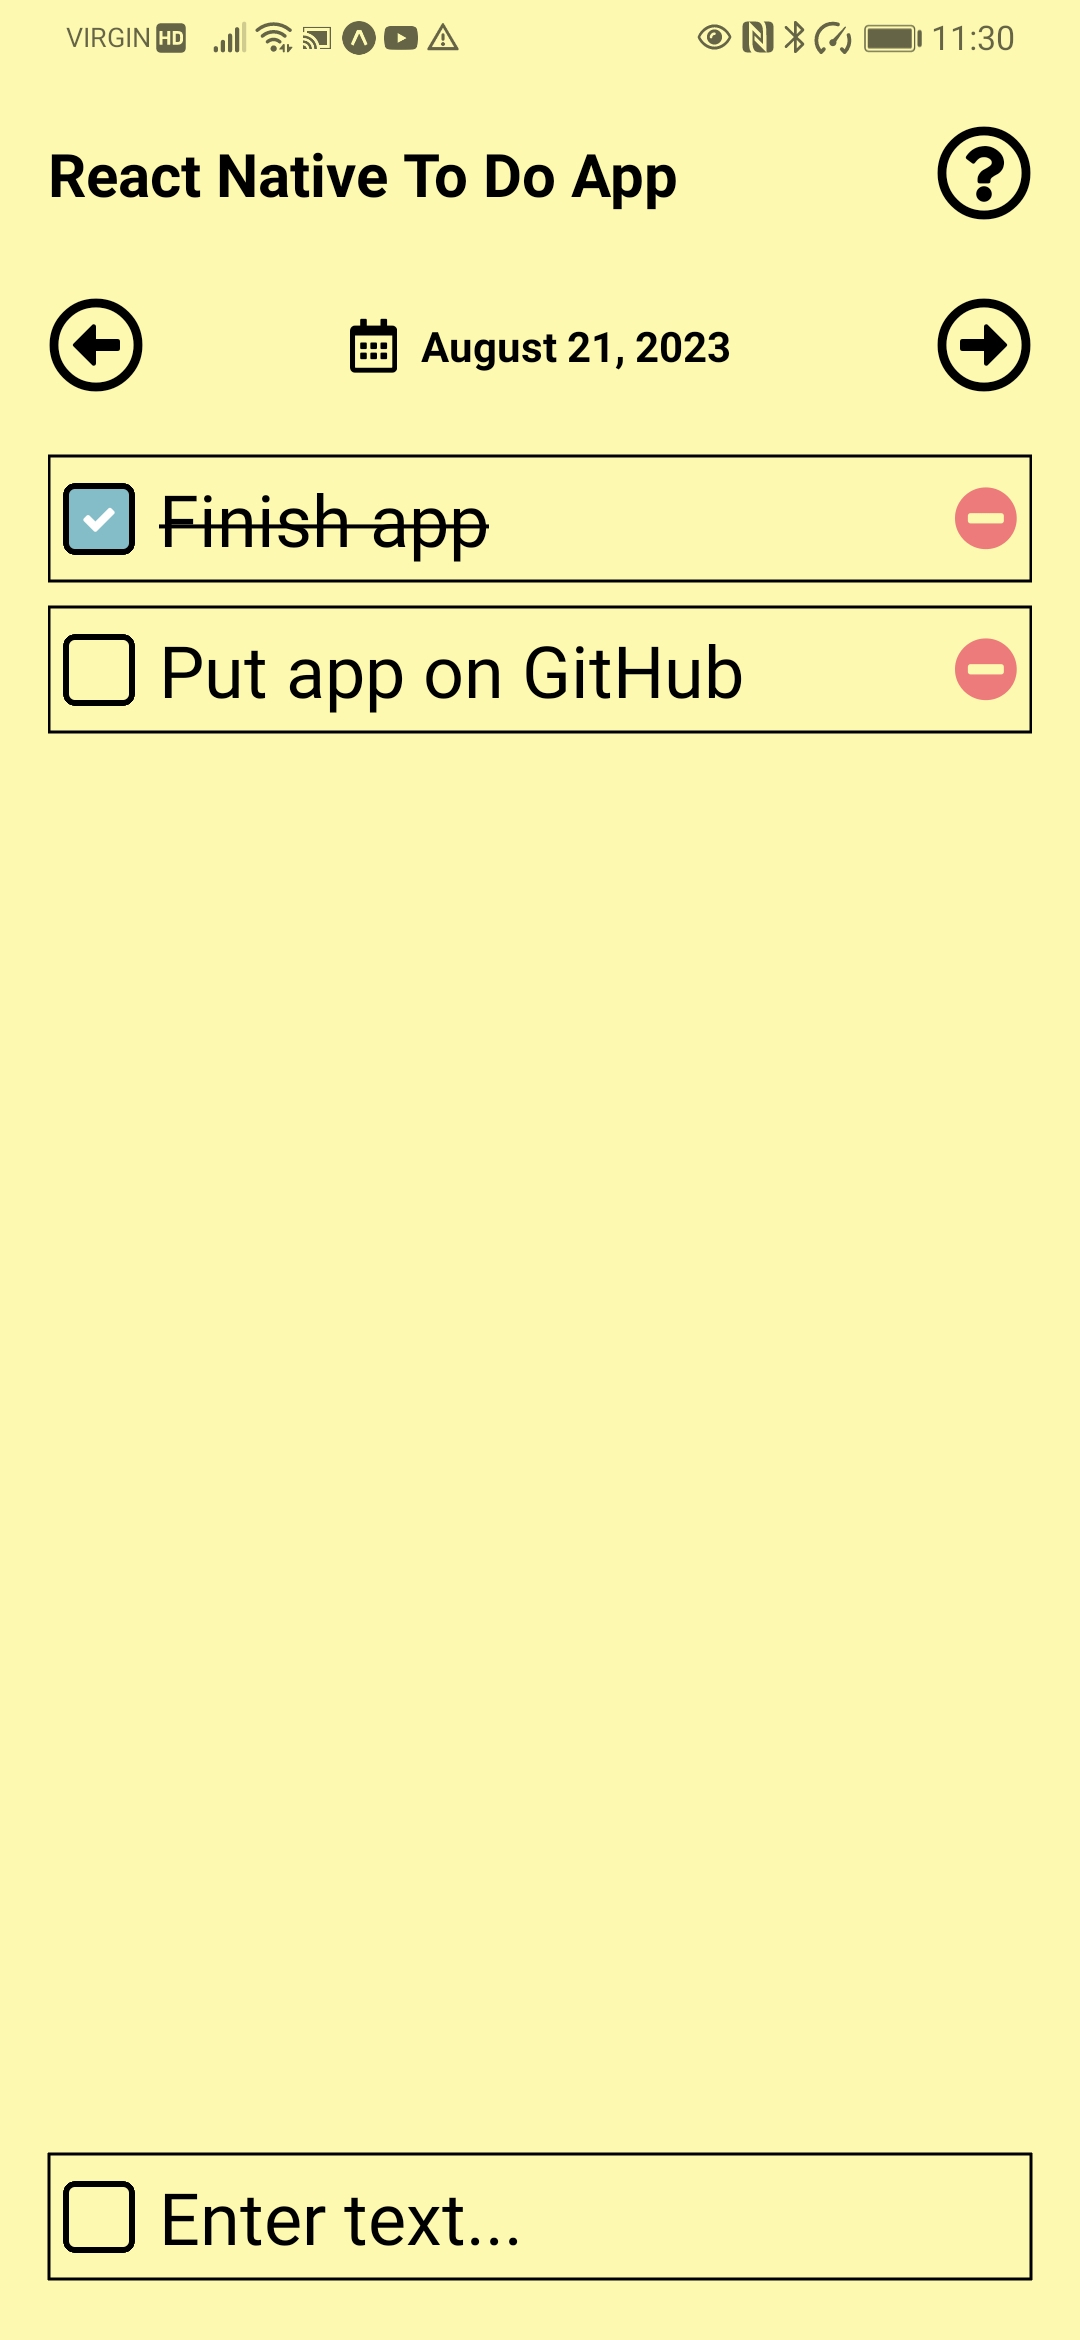 VIRGIN HD 11:30
React Native To Do App
August 21, 2023
Finish app
Put app on GitHub
Enter text...